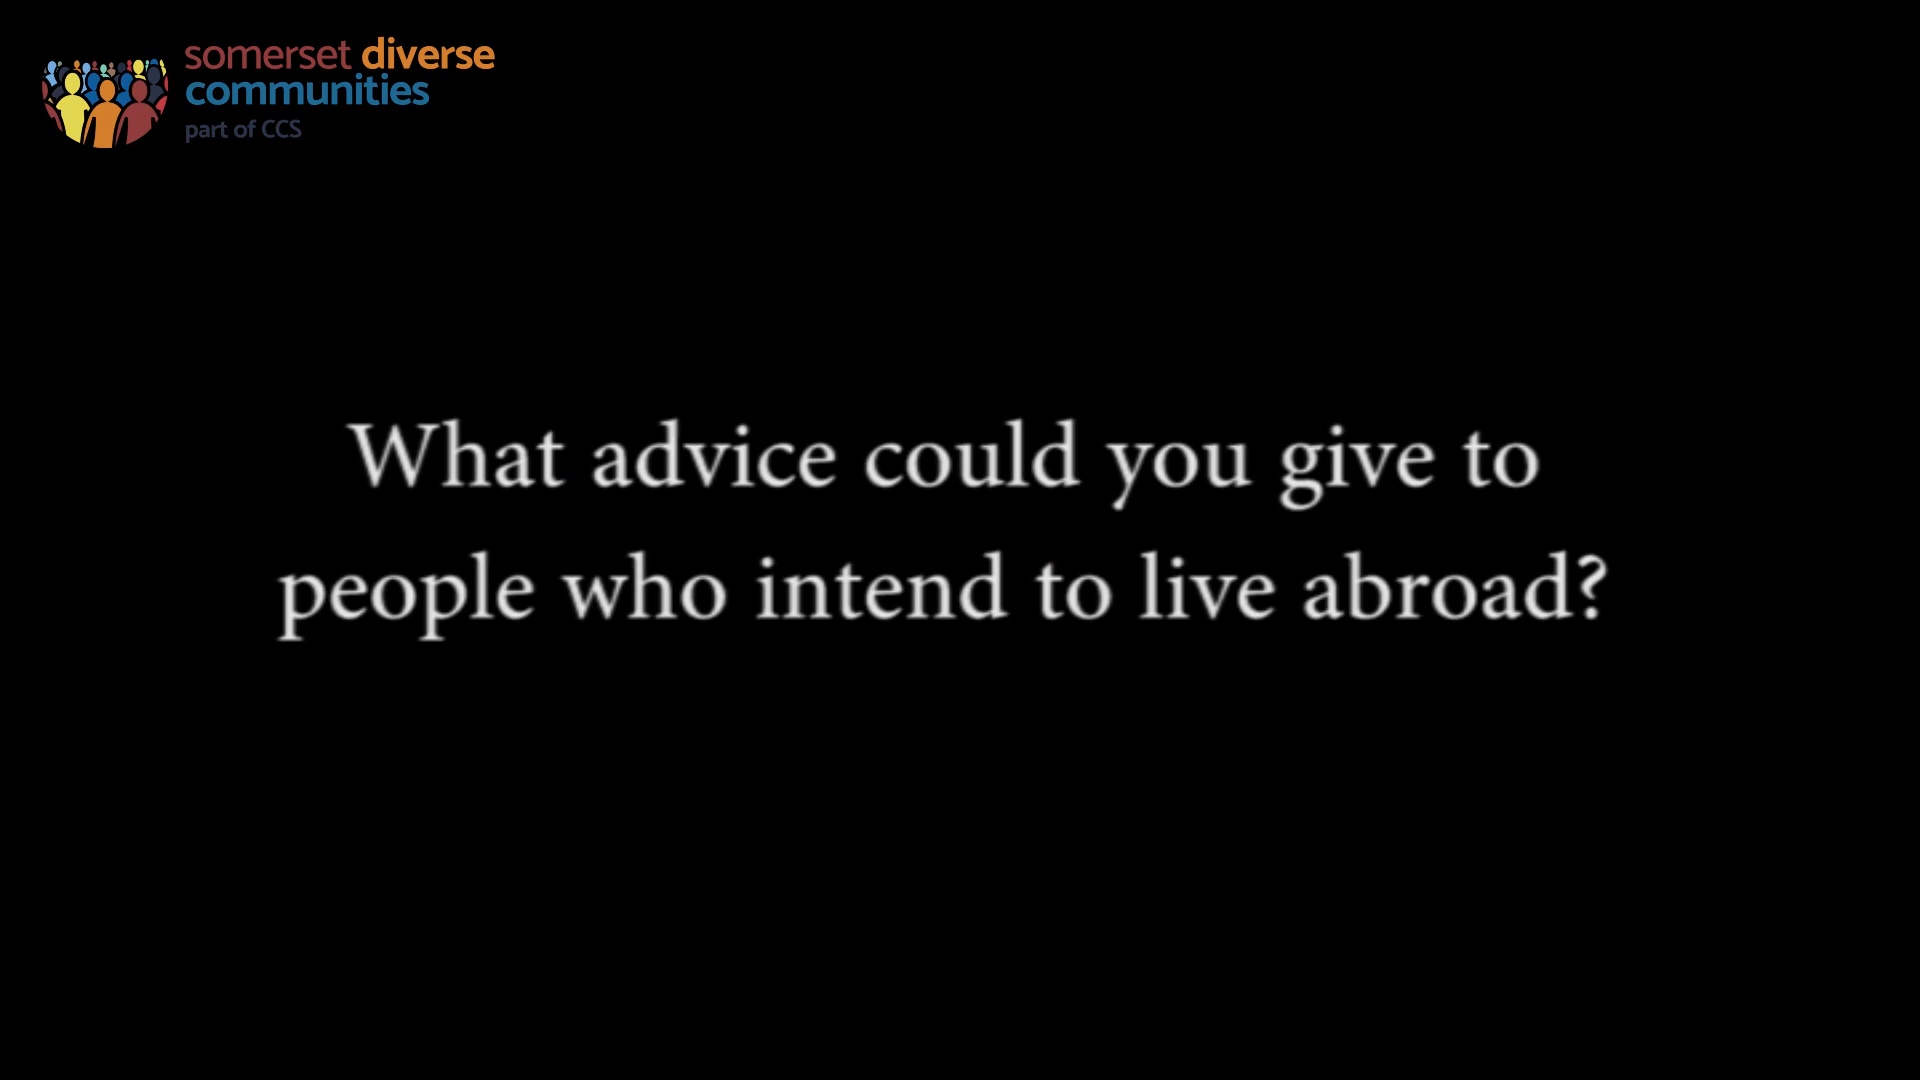 somerset diverse
communities
part of CCS
What advice could you give to
people who intend to live abroad?